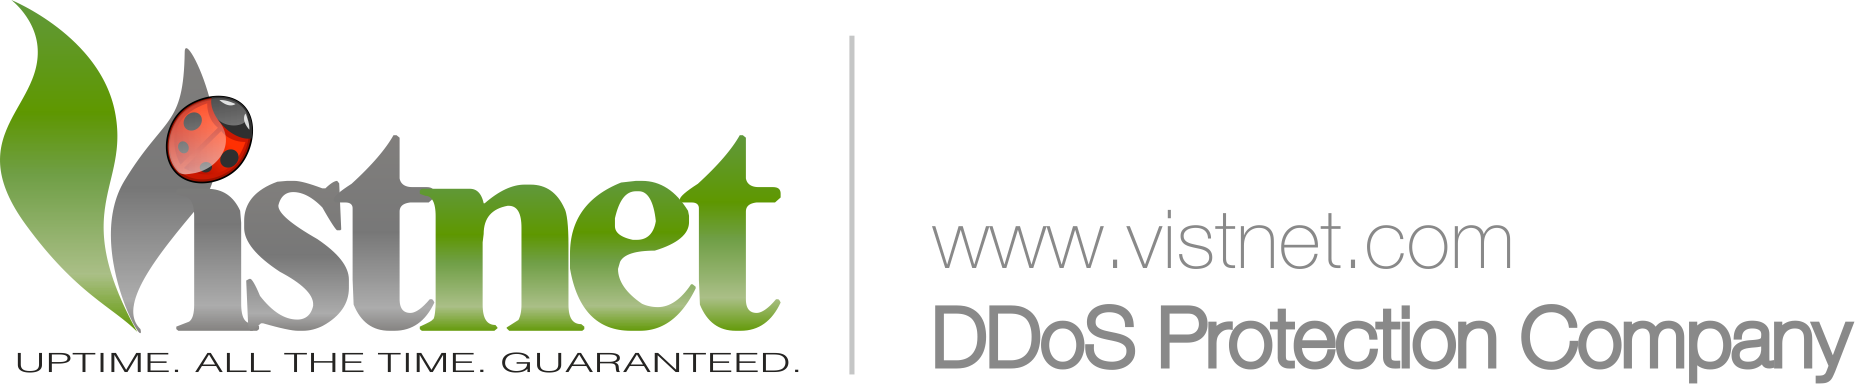 Vistnet
UPTIME. ALL THE TIME. GUARANTEED.
www.vistnet.com
DDoS Protection Company